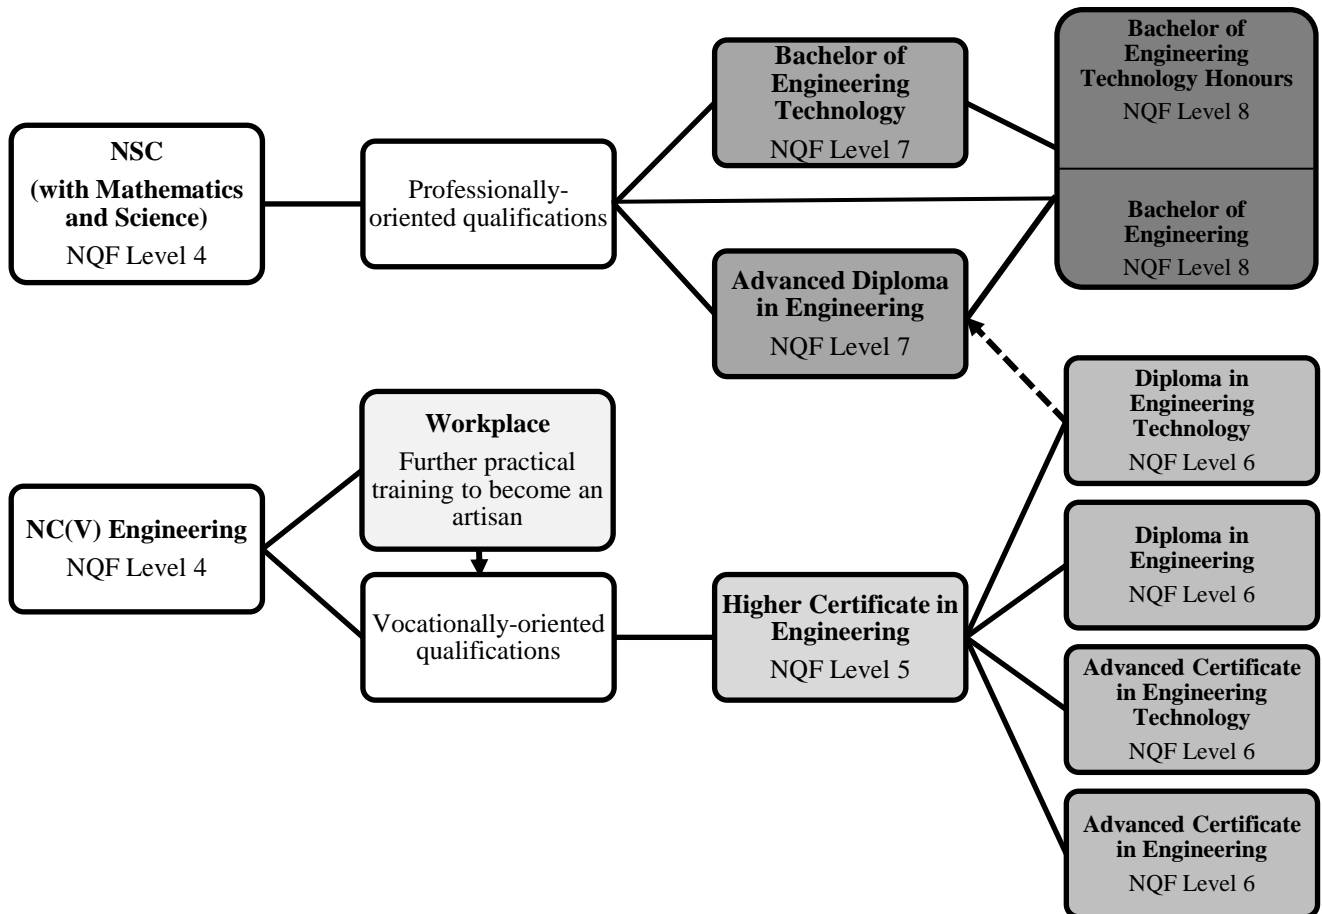 NSC
(with Mathematics
and Science)
NQF Level 4
Professionally-
oriented qualifications
Bachelor of
Engineering
Technology
NQF Level 7
Bachelor of
Engineering
Technology Honours
NQF Level 8
Bachelor of
Engineering
NQF Level 8
Advanced Diploma
in Engineering
NQF Level 7
NC(V) Engineering
NQF Level 4
Workplace
Further practical
training to become an
artisan
Vocationally-oriented
qualifications
Higher Certificate in
Engineering
NQF Level 5
Diploma in
Engineering
Technology
NQF Level 6
Diploma in
Engineering
NQF Level 6
Advanced Certificate
in Engineering
Technology
NQF Level 6
Advanced Certificate
in Engineering
NQF Level 6